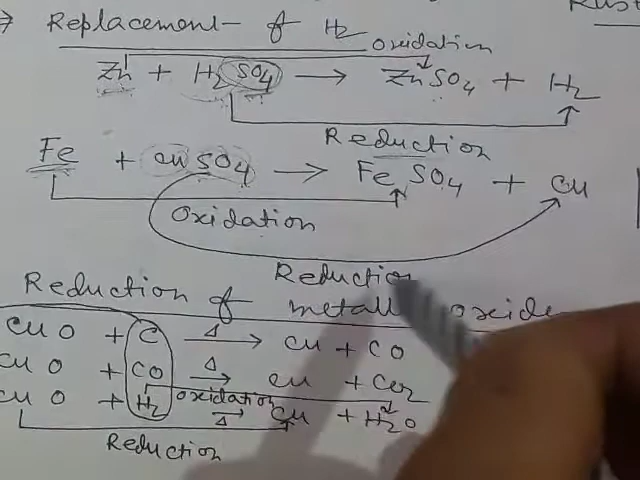 ⇒ Replacement of H2
oxidation
Zn + H2SO4 → ZnSO4 + H2
Reduction
Fe + CuSO4 → FeSO4 + Cu
Oxidation
Reduction
Reduction of metall oxide
CuO + C Δ→ Cu + CO
CuO + CO Δ→ Cu + CO2
oxidation
CuO + H2 Δ→ Cu + H2O
Reduction